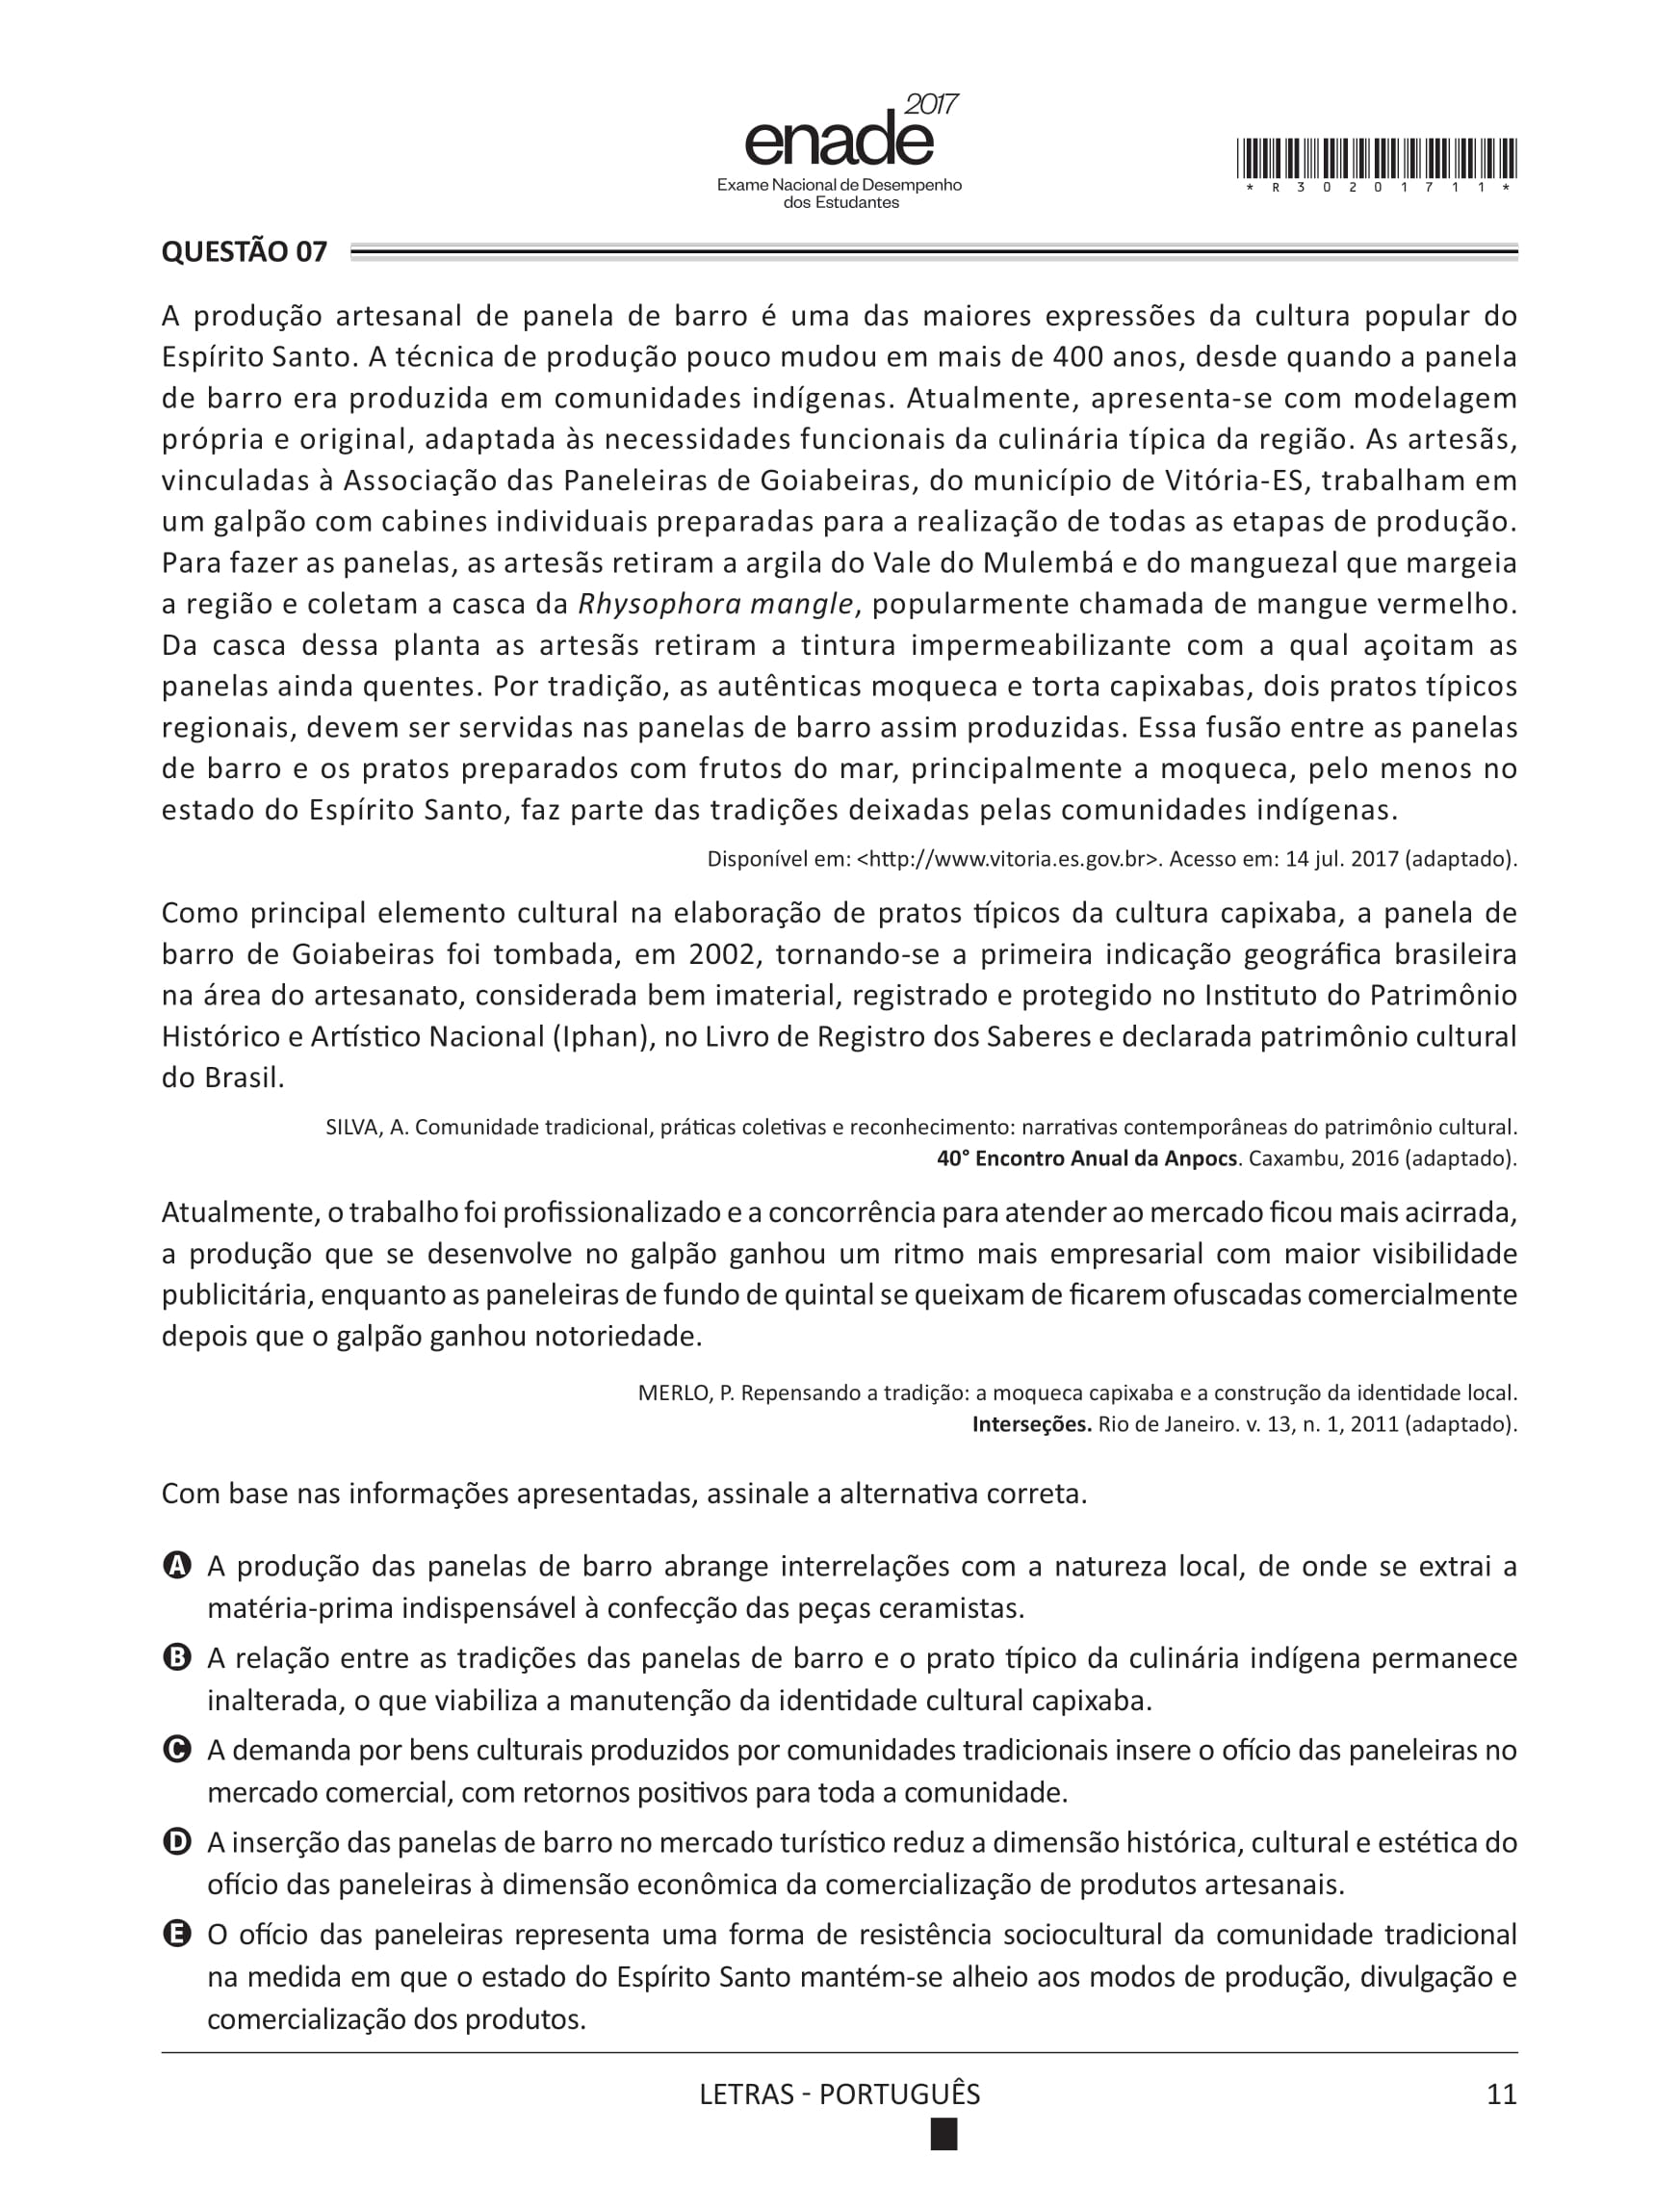 2017
enade
Exame Nacional de Desempenho
dos Estudantes
* R 3 0 2 0 1 7 1 1 *
QUESTÃO 07
A produção artesanal de panela de barro é uma das maiores expressões da cultura popular do
Espírito Santo. A técnica de produção pouco mudou em mais de 400 anos, desde quando a panela
de barro era produzida em comunidades indígenas. Atualmente, apresenta-se com modelagem
própria e original, adaptada às necessidades funcionais da culinária típica da região. As artesãs,
vinculadas à Associação das Paneleiras de Goiabeiras, do município de Vitória-ES, trabalham em
um galpão com cabines individuais preparadas para a realização de todas as etapas de produção.
Para fazer as panelas, as artesãs retiram a argila do Vale do Mulembá e do manguezal que margeia
a região e coletam a casca da Rhysophora mangle, popularmente chamada de mangue vermelho.
Da casca dessa planta as artesãs retiram a tintura impermeabilizante com a qual açoitam as
panelas ainda quentes. Por tradição, as autênticas moqueca e torta capixabas, dois pratos típicos
regionais, devem ser servidas nas panelas de barro assim produzidas. Essa fusão entre as panelas
de barro e os pratos preparados com frutos do mar, principalmente a moqueca, pelo menos no
estado do Espírito Santo, faz parte das tradições deixadas pelas comunidades indígenas.
Disponível em: <http://www.vitoria.es.gov.br>. Acesso em: 14 jul. 2017 (adaptado).
Como principal elemento cultural na elaboração de pratos típicos da cultura capixaba, a panela de
barro de Goiabeiras foi tombada, em 2002, tornando-se a primeira indicação geográfica brasileira
na área do artesanato, considerada bem imaterial, registrado e protegido no Instituto do Patrimônio
Histórico e Artístico Nacional (Iphan), no Livro de Registro dos Saberes e declarada patrimônio cultural
do Brasil.
SILVA, A. Comunidade tradicional, práticas coletivas e reconhecimento: narrativas contemporâneas do patrimônio cultural.
40° Encontro Anual da Anpocs. Caxambu, 2016 (adaptado).
Atualmente, o trabalho foi profissionalizado e a concorrência para atender ao mercado ficou mais acirrada,
a produção que se desenvolve no galpão ganhou um ritmo mais empresarial com maior visibilidade
publicitária, enquanto as paneleiras de fundo de quintal se queixam de ficarem ofuscadas comercialmente
depois que o galpão ganhou notoriedade.
MERLO, P. Repensando a tradição: a moqueca capixaba e a construção da identidade local.
Interseções. Rio de Janeiro. v. 13, n. 1, 2011 (adaptado).
Com base nas informações apresentadas, assinale a alternativa correta.
A A produção das panelas de barro abrange interrelações com a natureza local, de onde se extrai a
matéria-prima indispensável à confecção das peças ceramistas.
B A relação entre as tradições das panelas de barro e o prato típico da culinária indígena permanece
inalterada, o que viabiliza a manutenção da identidade cultural capixaba.
C A demanda por bens culturais produzidos por comunidades tradicionais insere o ofício das paneleiras no
mercado comercial, com retornos positivos para toda a comunidade.
D A inserção das panelas de barro no mercado turístico reduz a dimensão histórica, cultural e estética do
ofício das paneleiras à dimensão econômica da comercialização de produtos artesanais.
E O ofício das paneleiras representa uma forma de resistência sociocultural da comunidade tradicional
na medida em que o estado do Espírito Santo mantém-se alheio aos modos de produção, divulgação e
comercialização dos produtos.
LETRAS - PORTUGUÊS
11